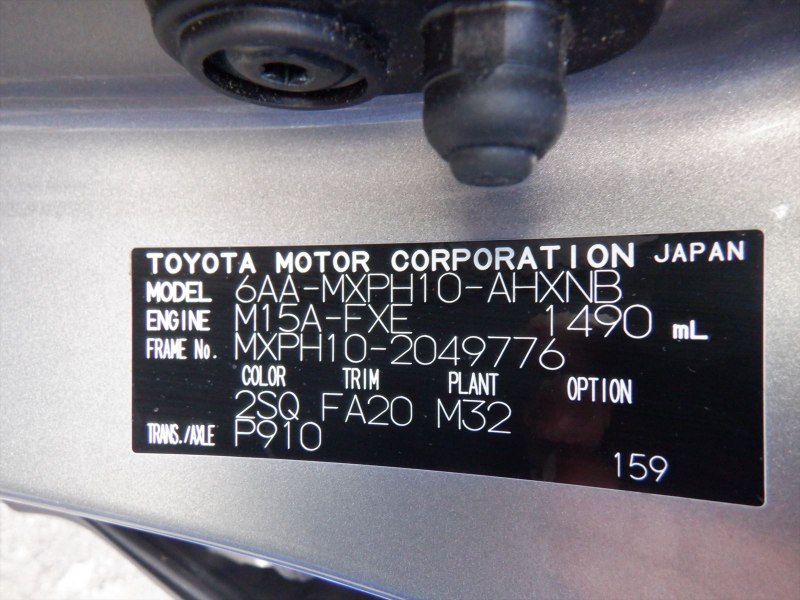 TOYOTA MOTOR CORPORATION JAPAN
MODEL 6AA-MXPH10-AHXNB
ENGINE M15A-FXE 1490 mL
FRAME No. MXPH10-2049776
COLOR TRIM PLANT OPTION
2SQ FA20 M32
TRANS./AXLE P910
159